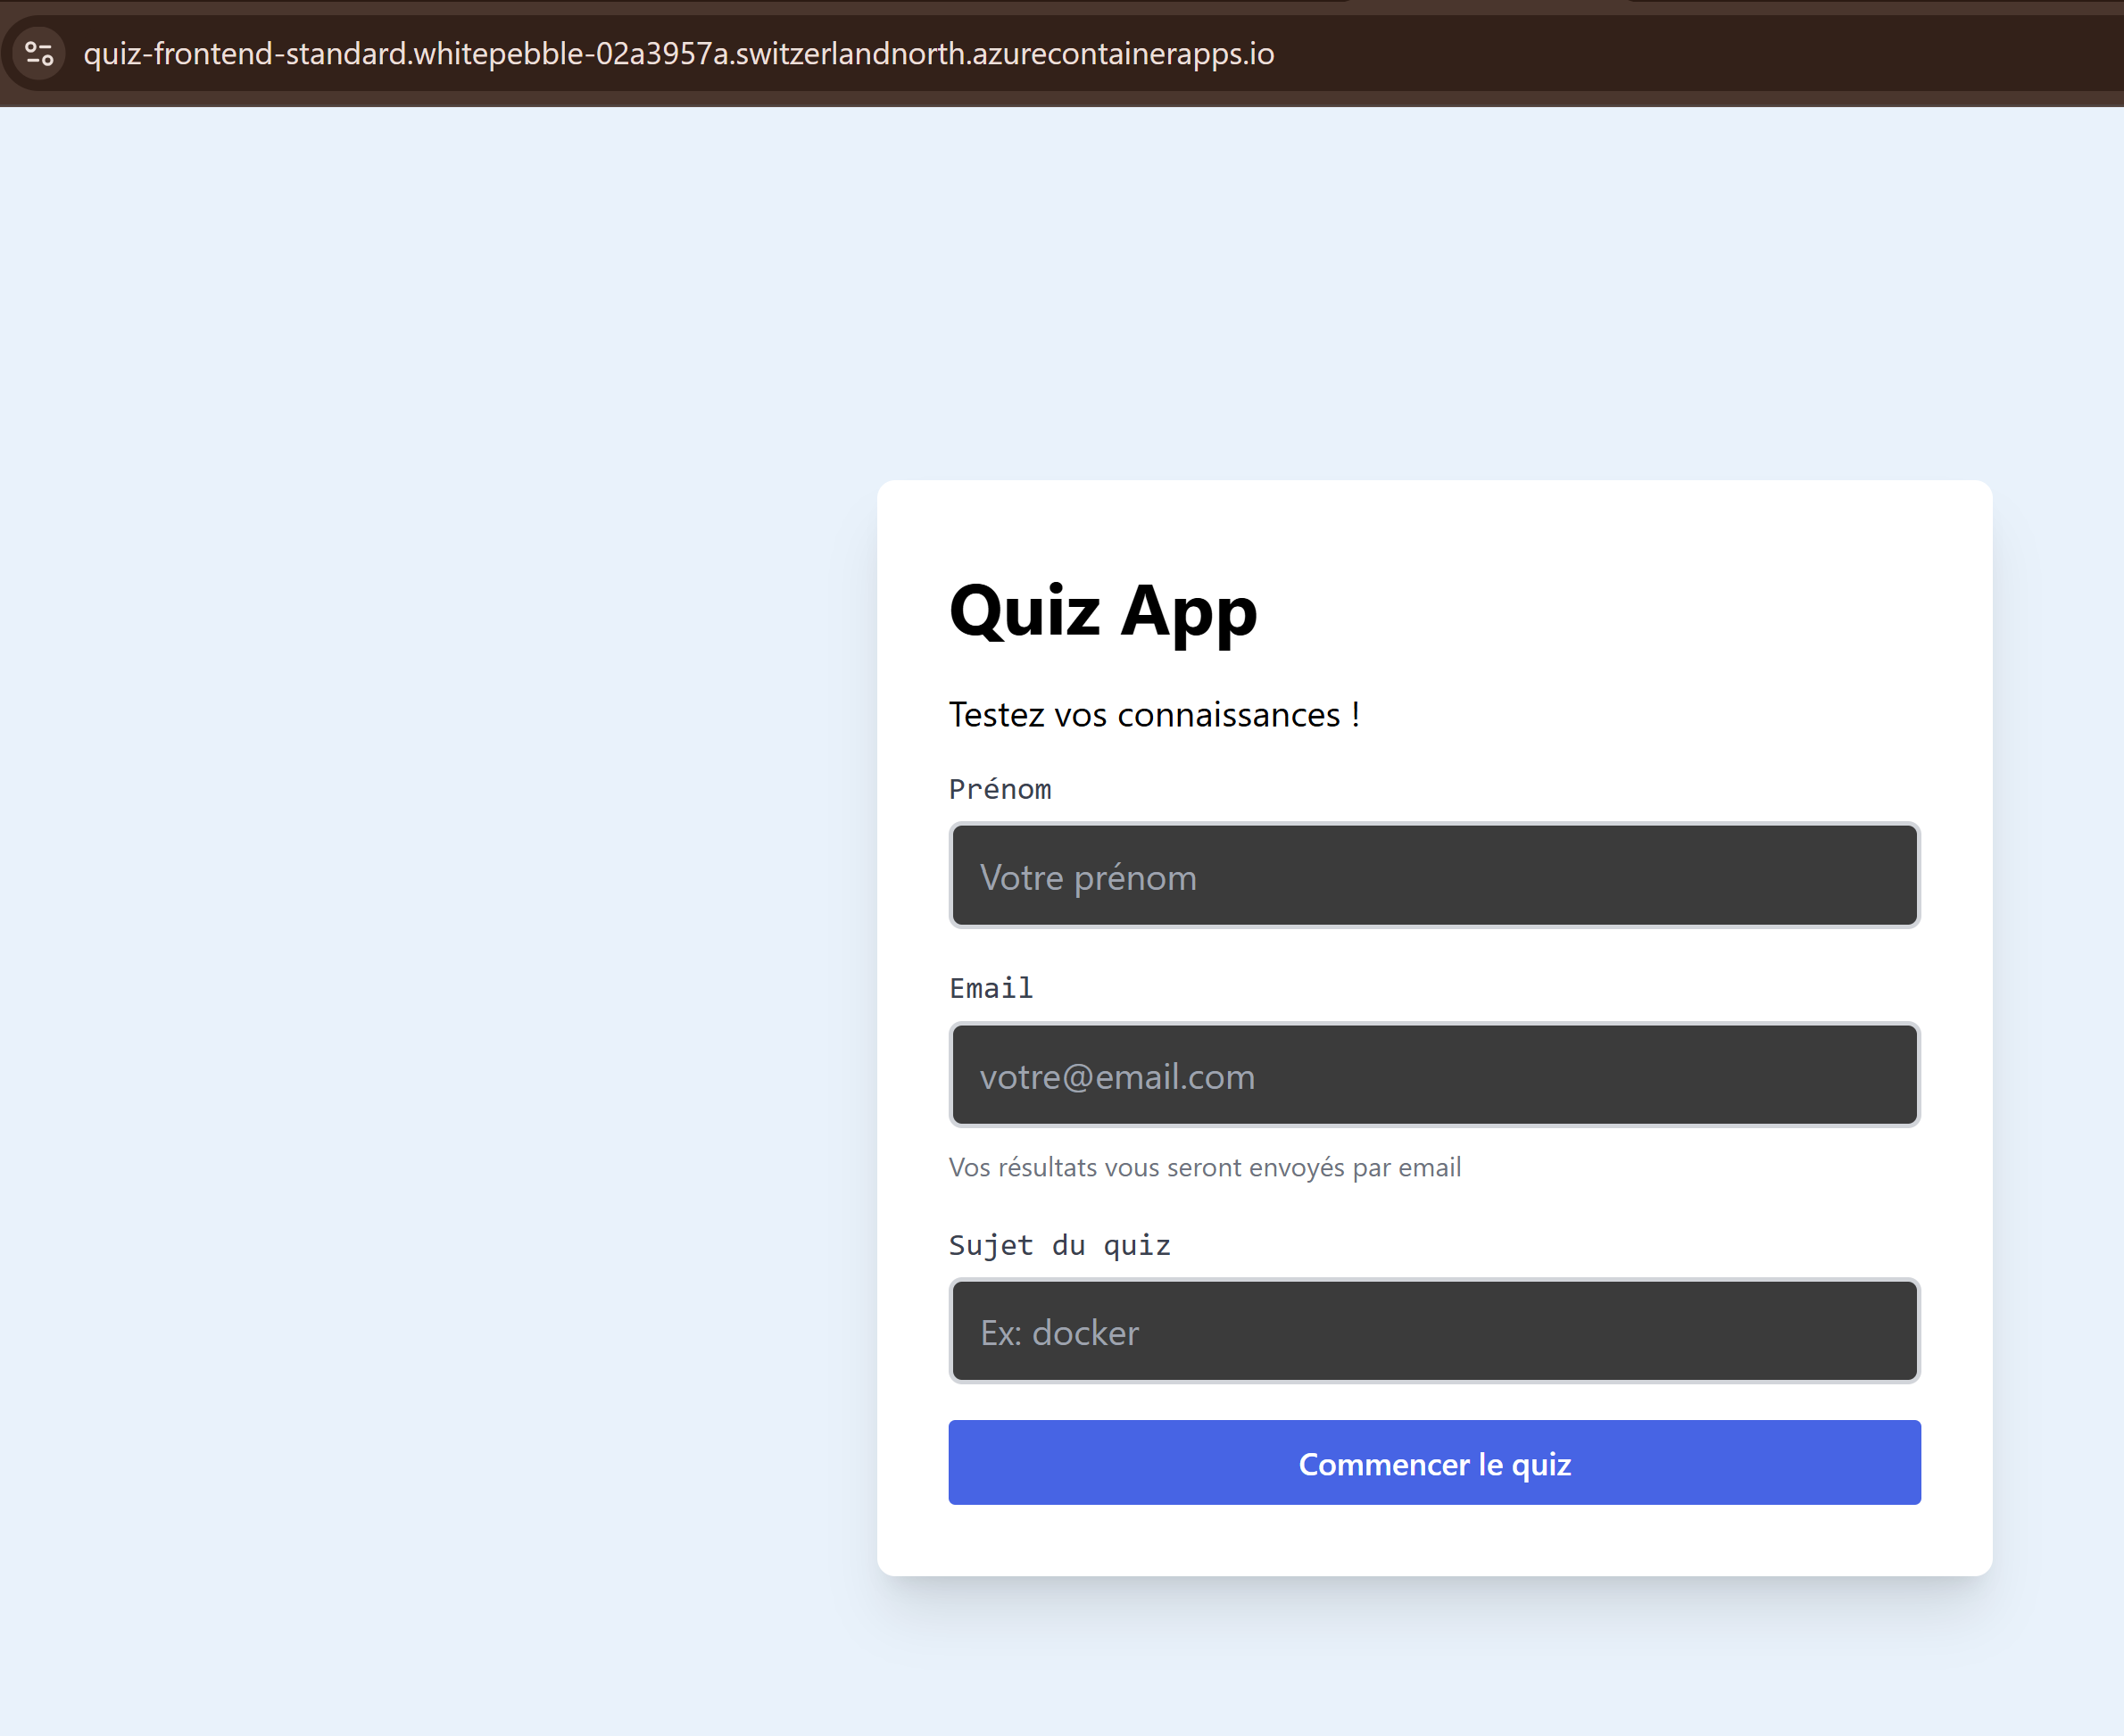 quiz-frontend-standard.whitepebble-02a3957a.switzerlandnorth.azurecontainerapps.io
Quiz App
Testez vos connaissances !
Prénom
Votre prénom
Email
votre@email.com
Vos résultats vous seront envoyés par email
Sujet du quiz
Ex: docker
Commencer le quiz